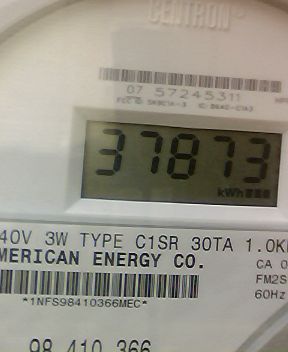 CENTRON
07 57245311
37873
kWh
40V 3W TYPE C1SR 30TA 1.0K
MERICAN ENERGY CO.
CA 0
FM2S
60Hz
*1NFS98410366MEC*
98 410 366